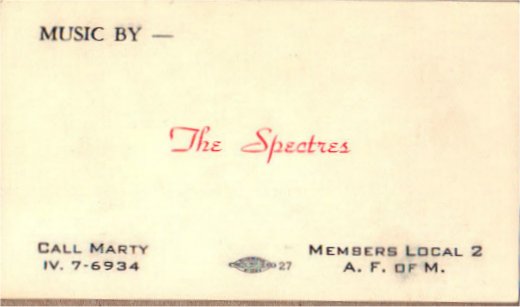 MUSIC BY —
The Spectres
CALL MARTY
IV. 7-6934
27
MEMBERS LOCAL 2
A. F. OF M.